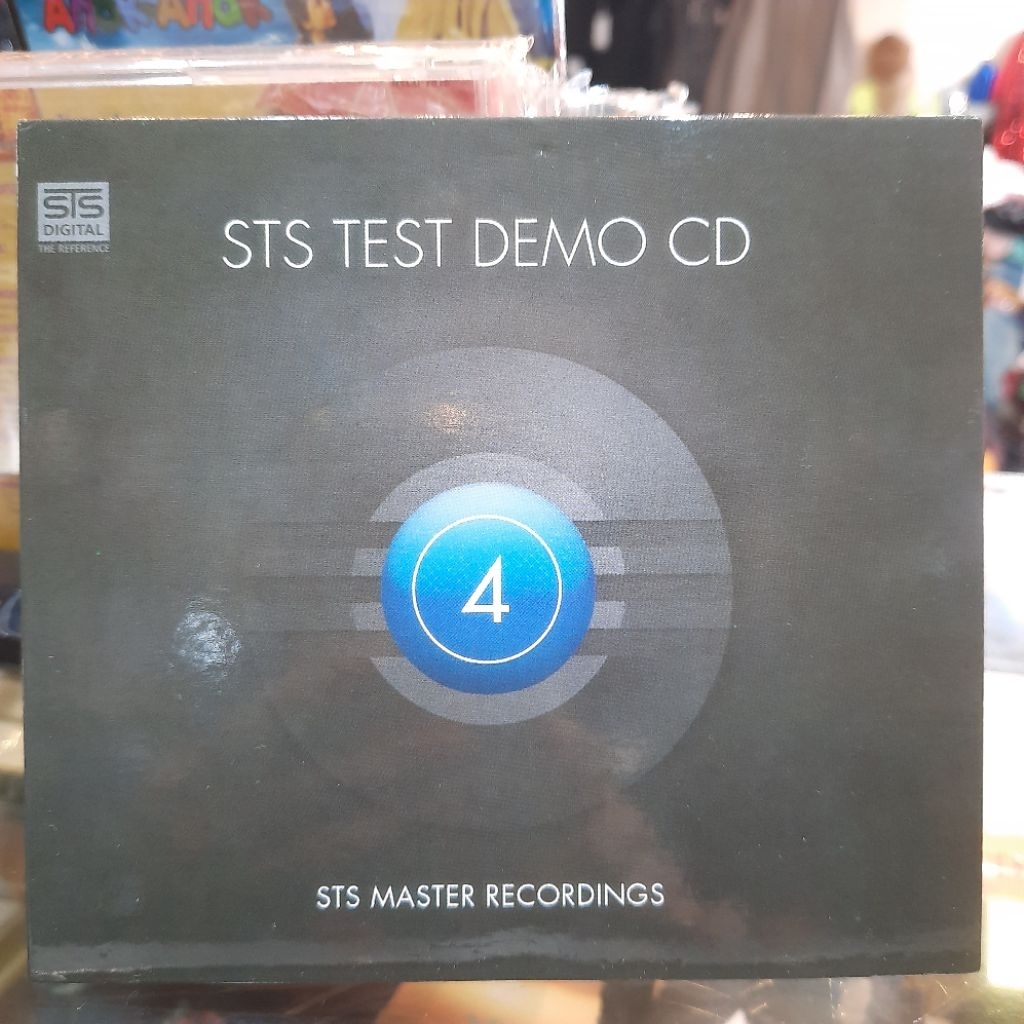 STS
DIGITAL
THE REFERENCE
STS TEST DEMO CD
4
STS MASTER RECORDINGS